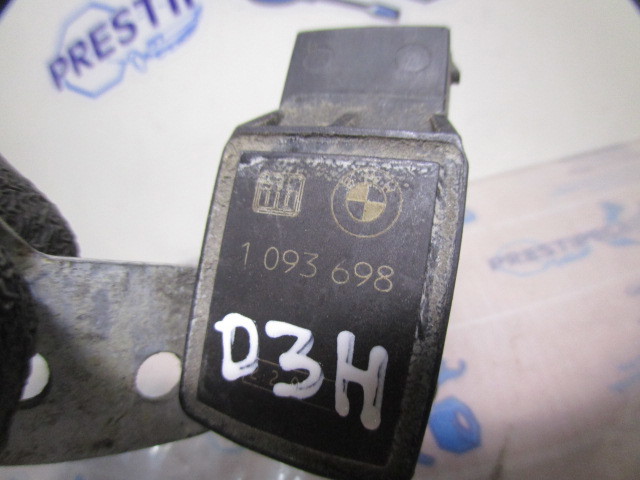 PRESTI
1 093 698
D3H
PRESTI